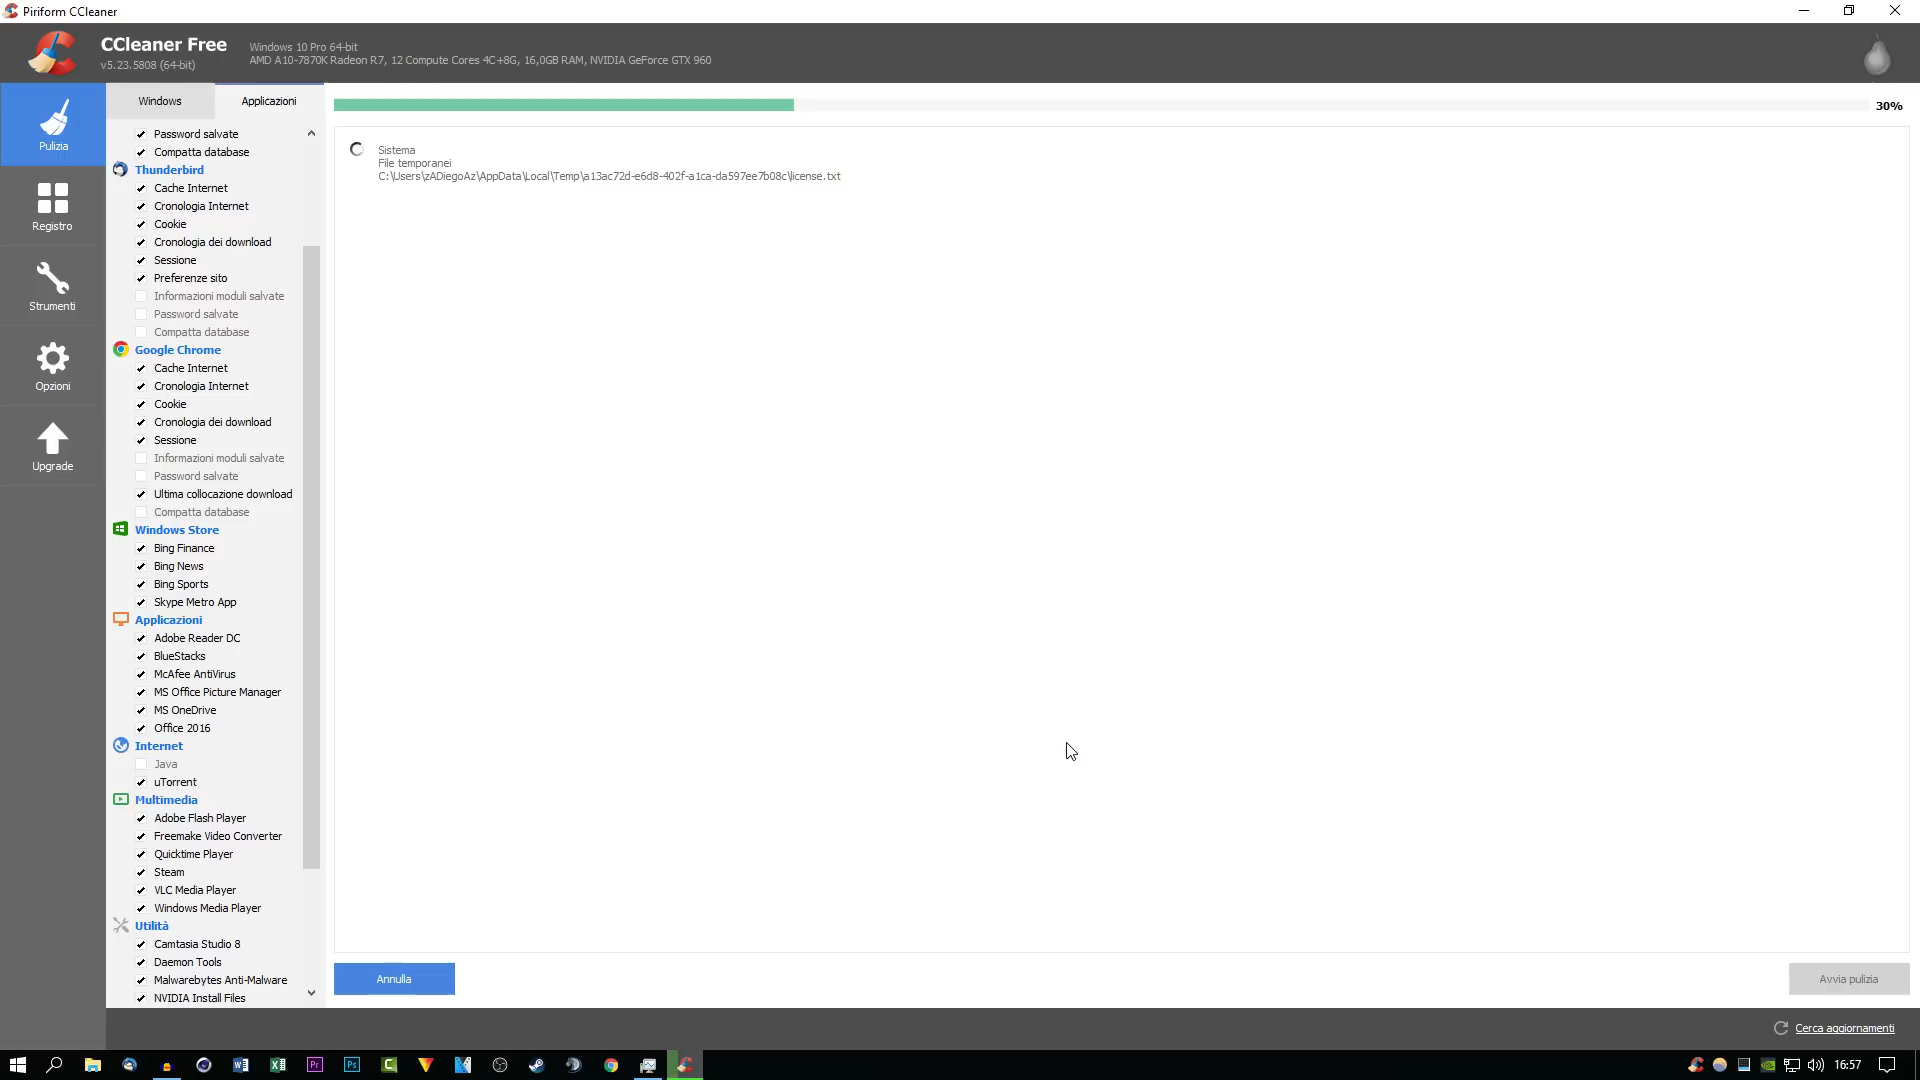 Piriform CCleaner
CCleaner Free
v5.23.5808 (64-bit)
Windows 10 Pro 64-bit
AMD A10-7870K Radeon R7, 12 Compute Cores 4C+8G, 16,0GB RAM, NVIDIA GeForce GTX 960
Pulizia
Registro
Strumenti
Opzioni
Upgrade
Windows
Applicazioni
Password salvate
Compatta database
Thunderbird
Cache Internet
Cronologia Internet
Cookie
Cronologia dei download
Sessione
Preferenze sito
Informazioni moduli salvate
Password salvate
Compatta database
Google Chrome
Cache Internet
Cronologia Internet
Cookie
Cronologia dei download
Sessione
Informazioni moduli salvate
Password salvate
Ultima collocazione download
Compatta database
Windows Store
Bing Finance
Bing News
Bing Sports
Skype Metro App
Applicazioni
Adobe Reader DC
BlueStacks
McAfee AntiVirus
MS Office Picture Manager
MS OneDrive
Office 2016
Internet
Java
uTorrent
Multimedia
Adobe Flash Player
Freemake Video Converter
Quicktime Player
Steam
VLC Media Player
Windows Media Player
Utilità
Camtasia Studio 8
Daemon Tools
Malwarebytes Anti-Malware
NVIDIA Install Files
30%
Sistema
File temporanei
C:\Users\zADiegoAz\AppData\Local\Temp\a13ac72d-e6d8-402f-a1ca-da597ee7b08c\license.txt
Annulla
Avvia pulizia
Cerca aggiornamenti
Pr
Ps
16:57